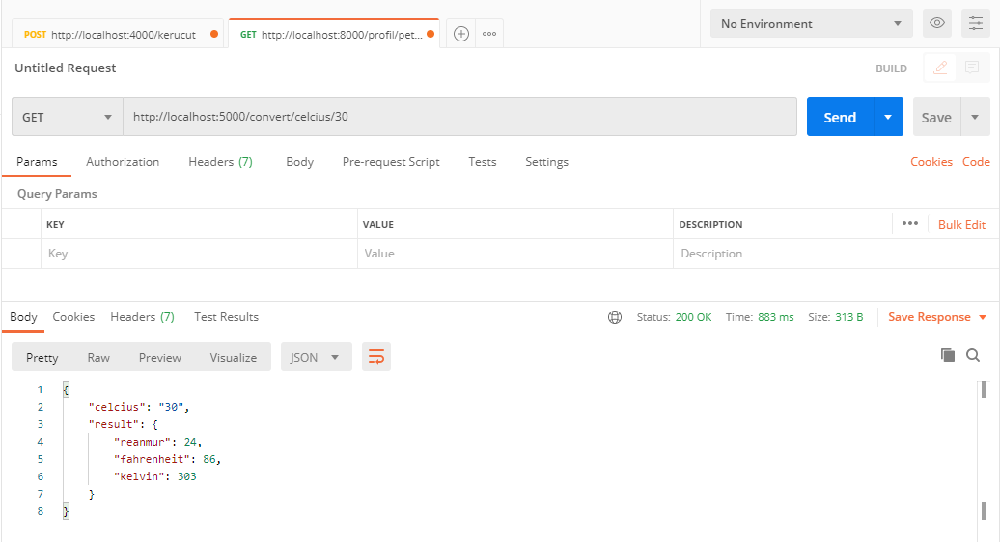 POST http://localhost:4000/kerucut
GET http://localhost:8000/profil/pet...
No Environment
Untitled Request
BUILD
GET http://localhost:5000/convert/celcius/30
Send
Save
Params Authorization Headers (7) Body Pre-request Script Tests Settings Cookies Code
Query Params
KEY VALUE DESCRIPTION ••• Bulk Edit
Key Value Description
Body Cookies Headers (7) Test Results Status: 200 OK Time: 883 ms Size: 313 B Save Response
Pretty Raw Preview Visualize JSON
1 {
2 "celcius": "30",
3 "result": {
4 "reanmur": 24,
5 "fahrenheit": 86,
6 "kelvin": 303
7 }
8 }